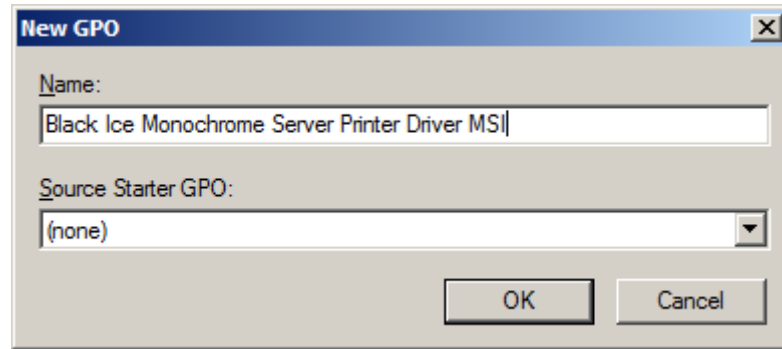 New GPO
Name:
Black Ice Monochrome Server Printer Driver MSI
Source Starter GPO:
(none)
OK Cancel